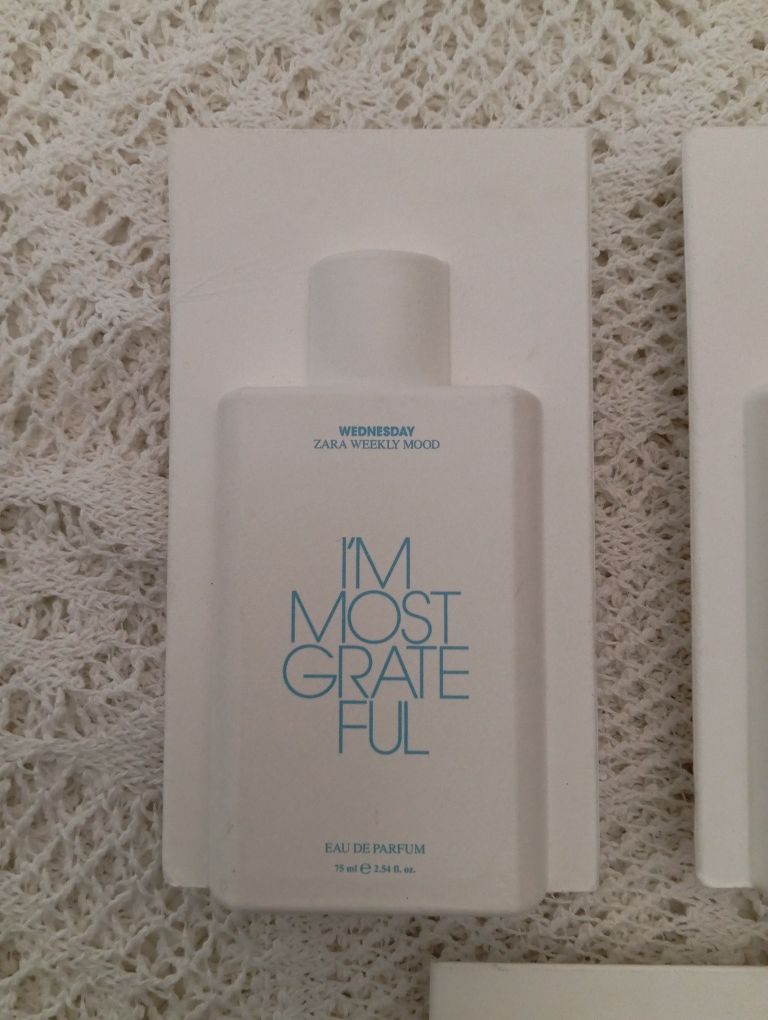 WEDNESDAY
ZARA WEEKLY MOOD
I'M
MOST
GRATE
FUL
EAU DE PARFUM
75 ml ℮ 2.54 fl. oz.